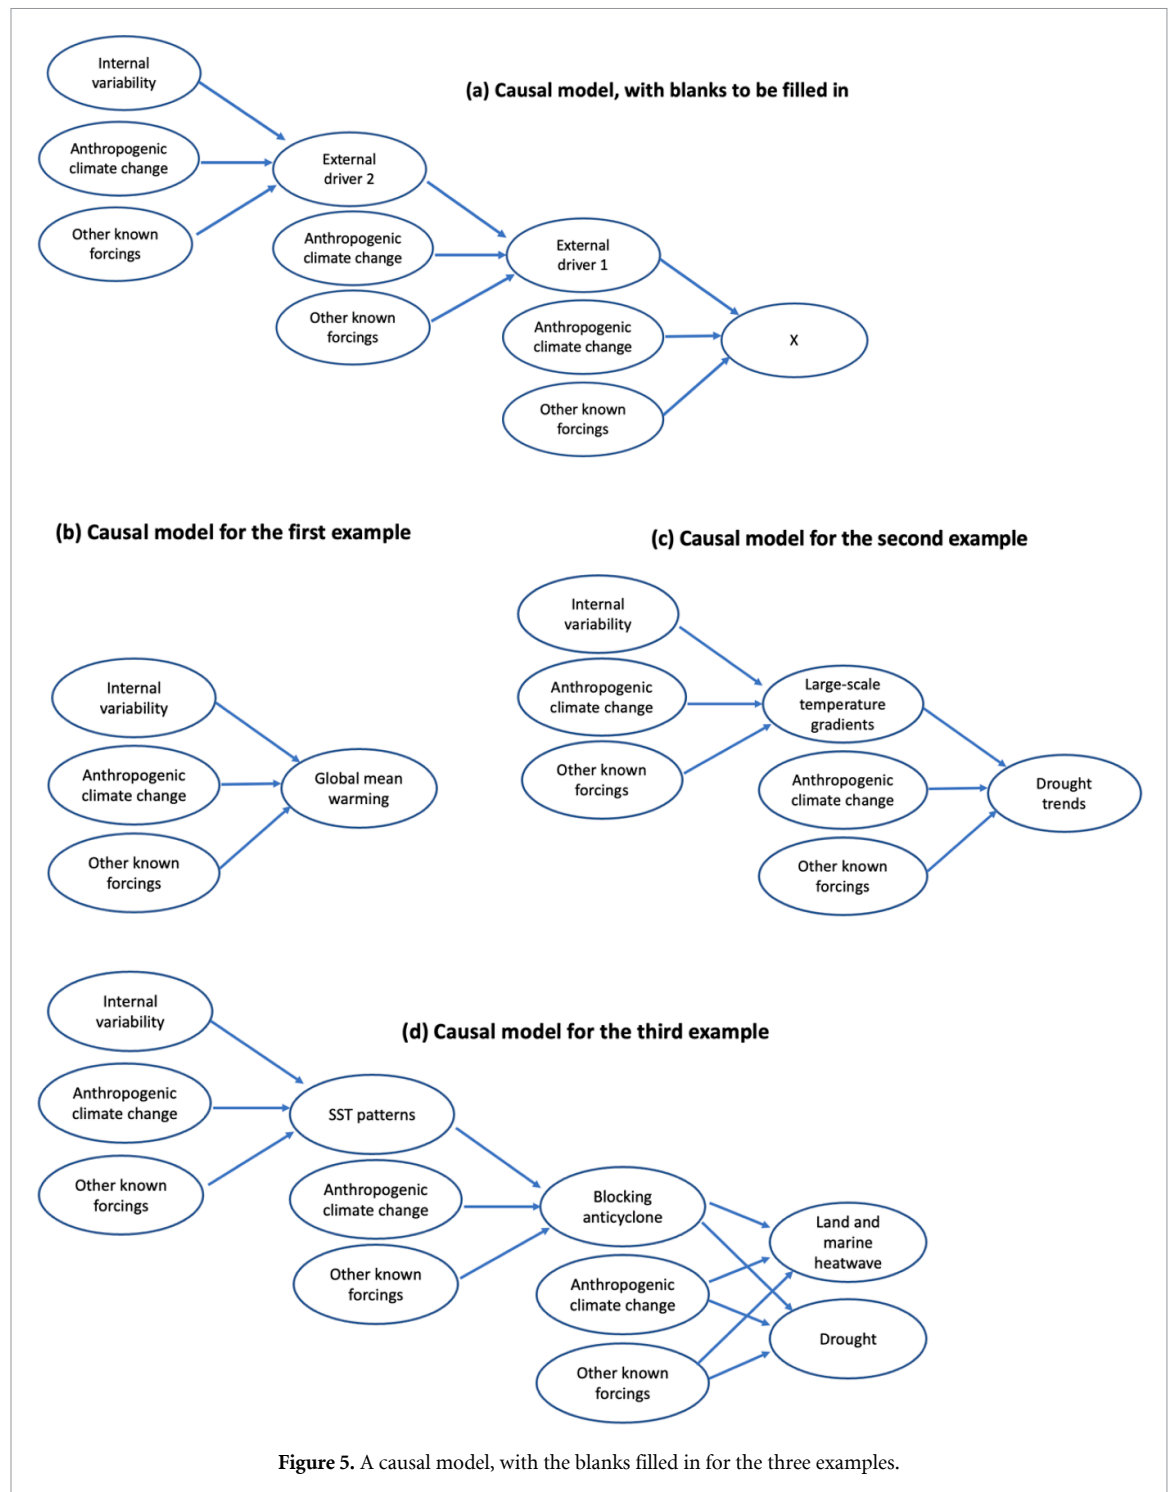 (a) Causal model, with blanks to be filled in
Internal
variability
Anthropogenic
climate change
Other known
forcings
External
driver 2
Anthropogenic
climate change
Other known
forcings
External
driver 1
Anthropogenic
climate change
Other known
forcings
X
(b) Causal model for the first example
Internal
variability
Anthropogenic
climate change
Other known
forcings
Global mean
warming
(c) Causal model for the second example
Internal
variability
Anthropogenic
climate change
Other known
forcings
Large-scale
temperature
gradients
Anthropogenic
climate change
Other known
forcings
Drought
trends
(d) Causal model for the third example
Internal
variability
Anthropogenic
climate change
Other known
forcings
SST patterns
Anthropogenic
climate change
Other known
forcings
Blocking
anticyclone
Anthropogenic
climate change
Other known
forcings
Land and
marine
heatwave
Drought
Figure 5. A causal model, with the blanks filled in for the three examples.